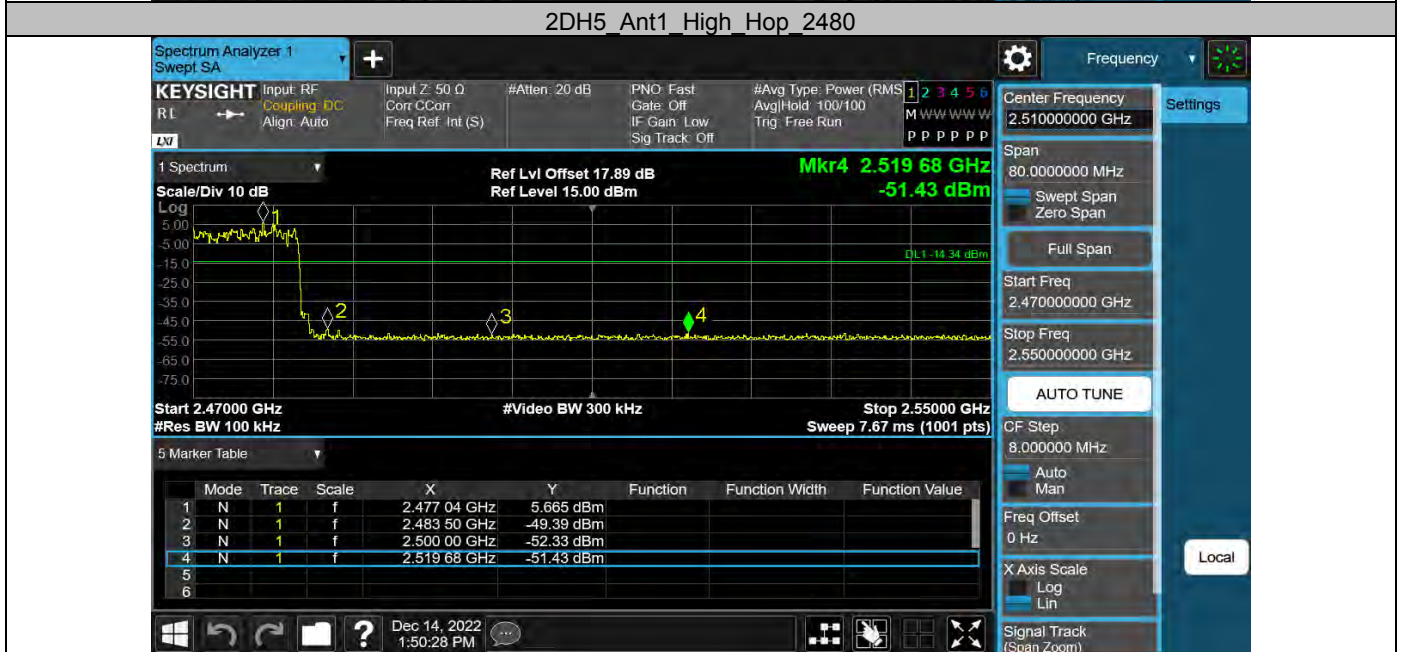 2DH5_Ant1_High_Hop_2480
Spectrum Analyzer 1
Swept SA
+
Frequency
KEYSIGHT
RL
LXI
Input: RF
Coupling: DC
Align: Auto
Input Z: 50 Ω
Corr CCorr
Freq Ref: Int (S)
#Atten: 20 dB
PNO: Fast
Gate: Off
IF Gain: Low
Sig Track: Off
#Avg Type: Power (RMS
Avg|Hold: 100/100
Trig: Free Run
1 2 3 4 5 6
M W W W W W
P P P P P P
Center Frequency
2.510000000 GHz
Settings
1 Spectrum
Ref Lvl Offset 17.89 dB
Mkr4 2.519 68 GHz
Scale/Div 10 dB
Ref Level 15.00 dBm
-51.43 dBm
Log
5.00
-5.00
-15.0
-25.0
-35.0
-45.0
-55.0
-65.0
-75.0
1
2
3
4
DL1 -14.34 dBm
Start 2.47000 GHz
#Video BW 300 kHz
Stop 2.55000 GHz
#Res BW 100 kHz
Sweep 7.67 ms (1001 pts)
Span
80.0000000 MHz
Swept Span
Zero Span
Full Span
Start Freq
2.470000000 GHz
Stop Freq
2.550000000 GHz
AUTO TUNE
CF Step
8.000000 MHz
Auto
Man
Freq Offset
0 Hz
X Axis Scale
Log
Lin
Signal Track
(Span Zoom)
Local
5 Marker Table
Mode Trace Scale X Y Function Function Width Function Value
1 N 1 f 2.477 04 GHz 5.665 dBm
2 N 1 f 2.483 50 GHz -49.39 dBm
3 N 1 f 2.500 00 GHz -52.33 dBm
4 N 1 f 2.519 68 GHz -51.43 dBm
5
6
?
Dec 14, 2022
1:50:28 PM